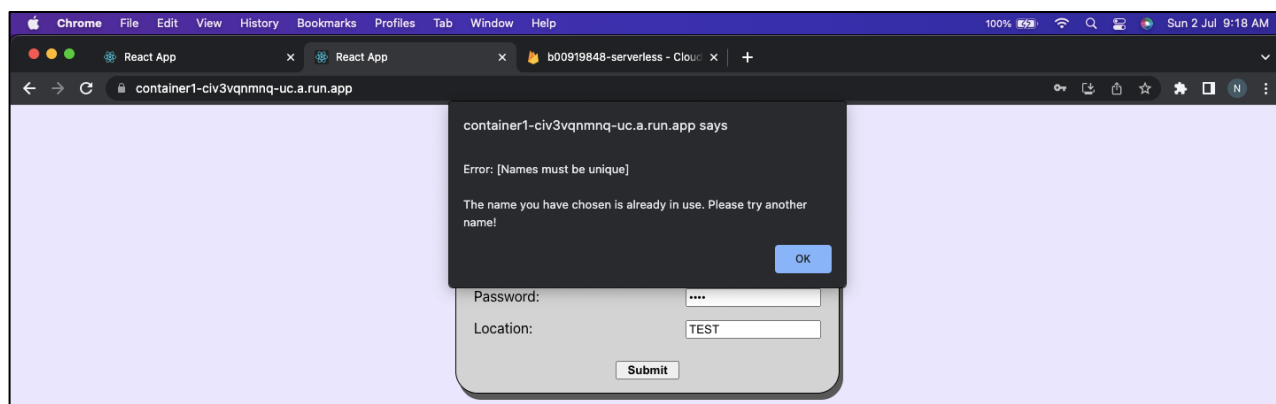 Chrome File Edit View History Bookmarks Profiles Tab Window Help 100% Sun 2 Jul 9:18 AM
React App React App b00919848-serverless - Cloud
container1-civ3vqnmnq-uc.a.run.app N
container1-civ3vqnmnq-uc.a.run.app says
Error: [Names must be unique]
The name you have chosen is already in use. Please try another
name!
OK
Password: ••••
Location: TEST
Submit